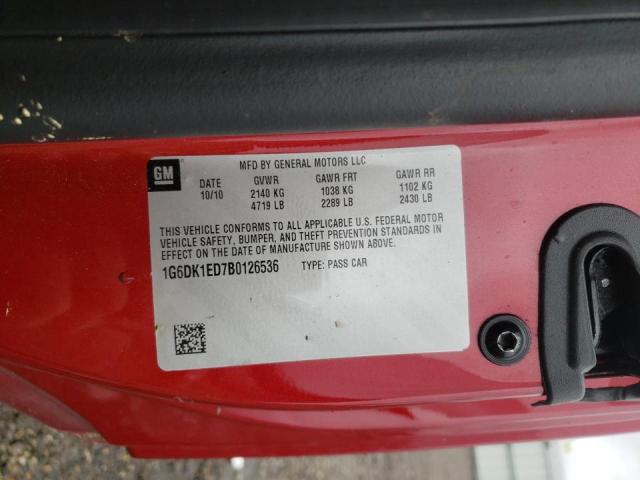 MFD BY GENERAL MOTORS LLC
GM DATE GVWR GAWR FRT GAWR RR
10/10 2140 KG 1038 KG 1102 KG
4719 LB 2289 LB 2430 LB
THIS VEHICLE CONFORMS TO ALL APPLICABLE U.S. FEDERAL MOTOR
VEHICLE SAFETY, BUMPER, AND THEFT PREVENTION STANDARDS IN
EFFECT ON THE DATE OF MANUFACTURE SHOWN ABOVE.
1G6DK1ED7B0126536 TYPE: PASS CAR